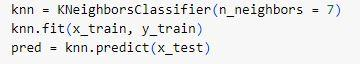 knn = KNeighborsClassifier(n_neighbors = 7)
knn.fit(x_train, y_train)
pred = knn.predict(x_test)